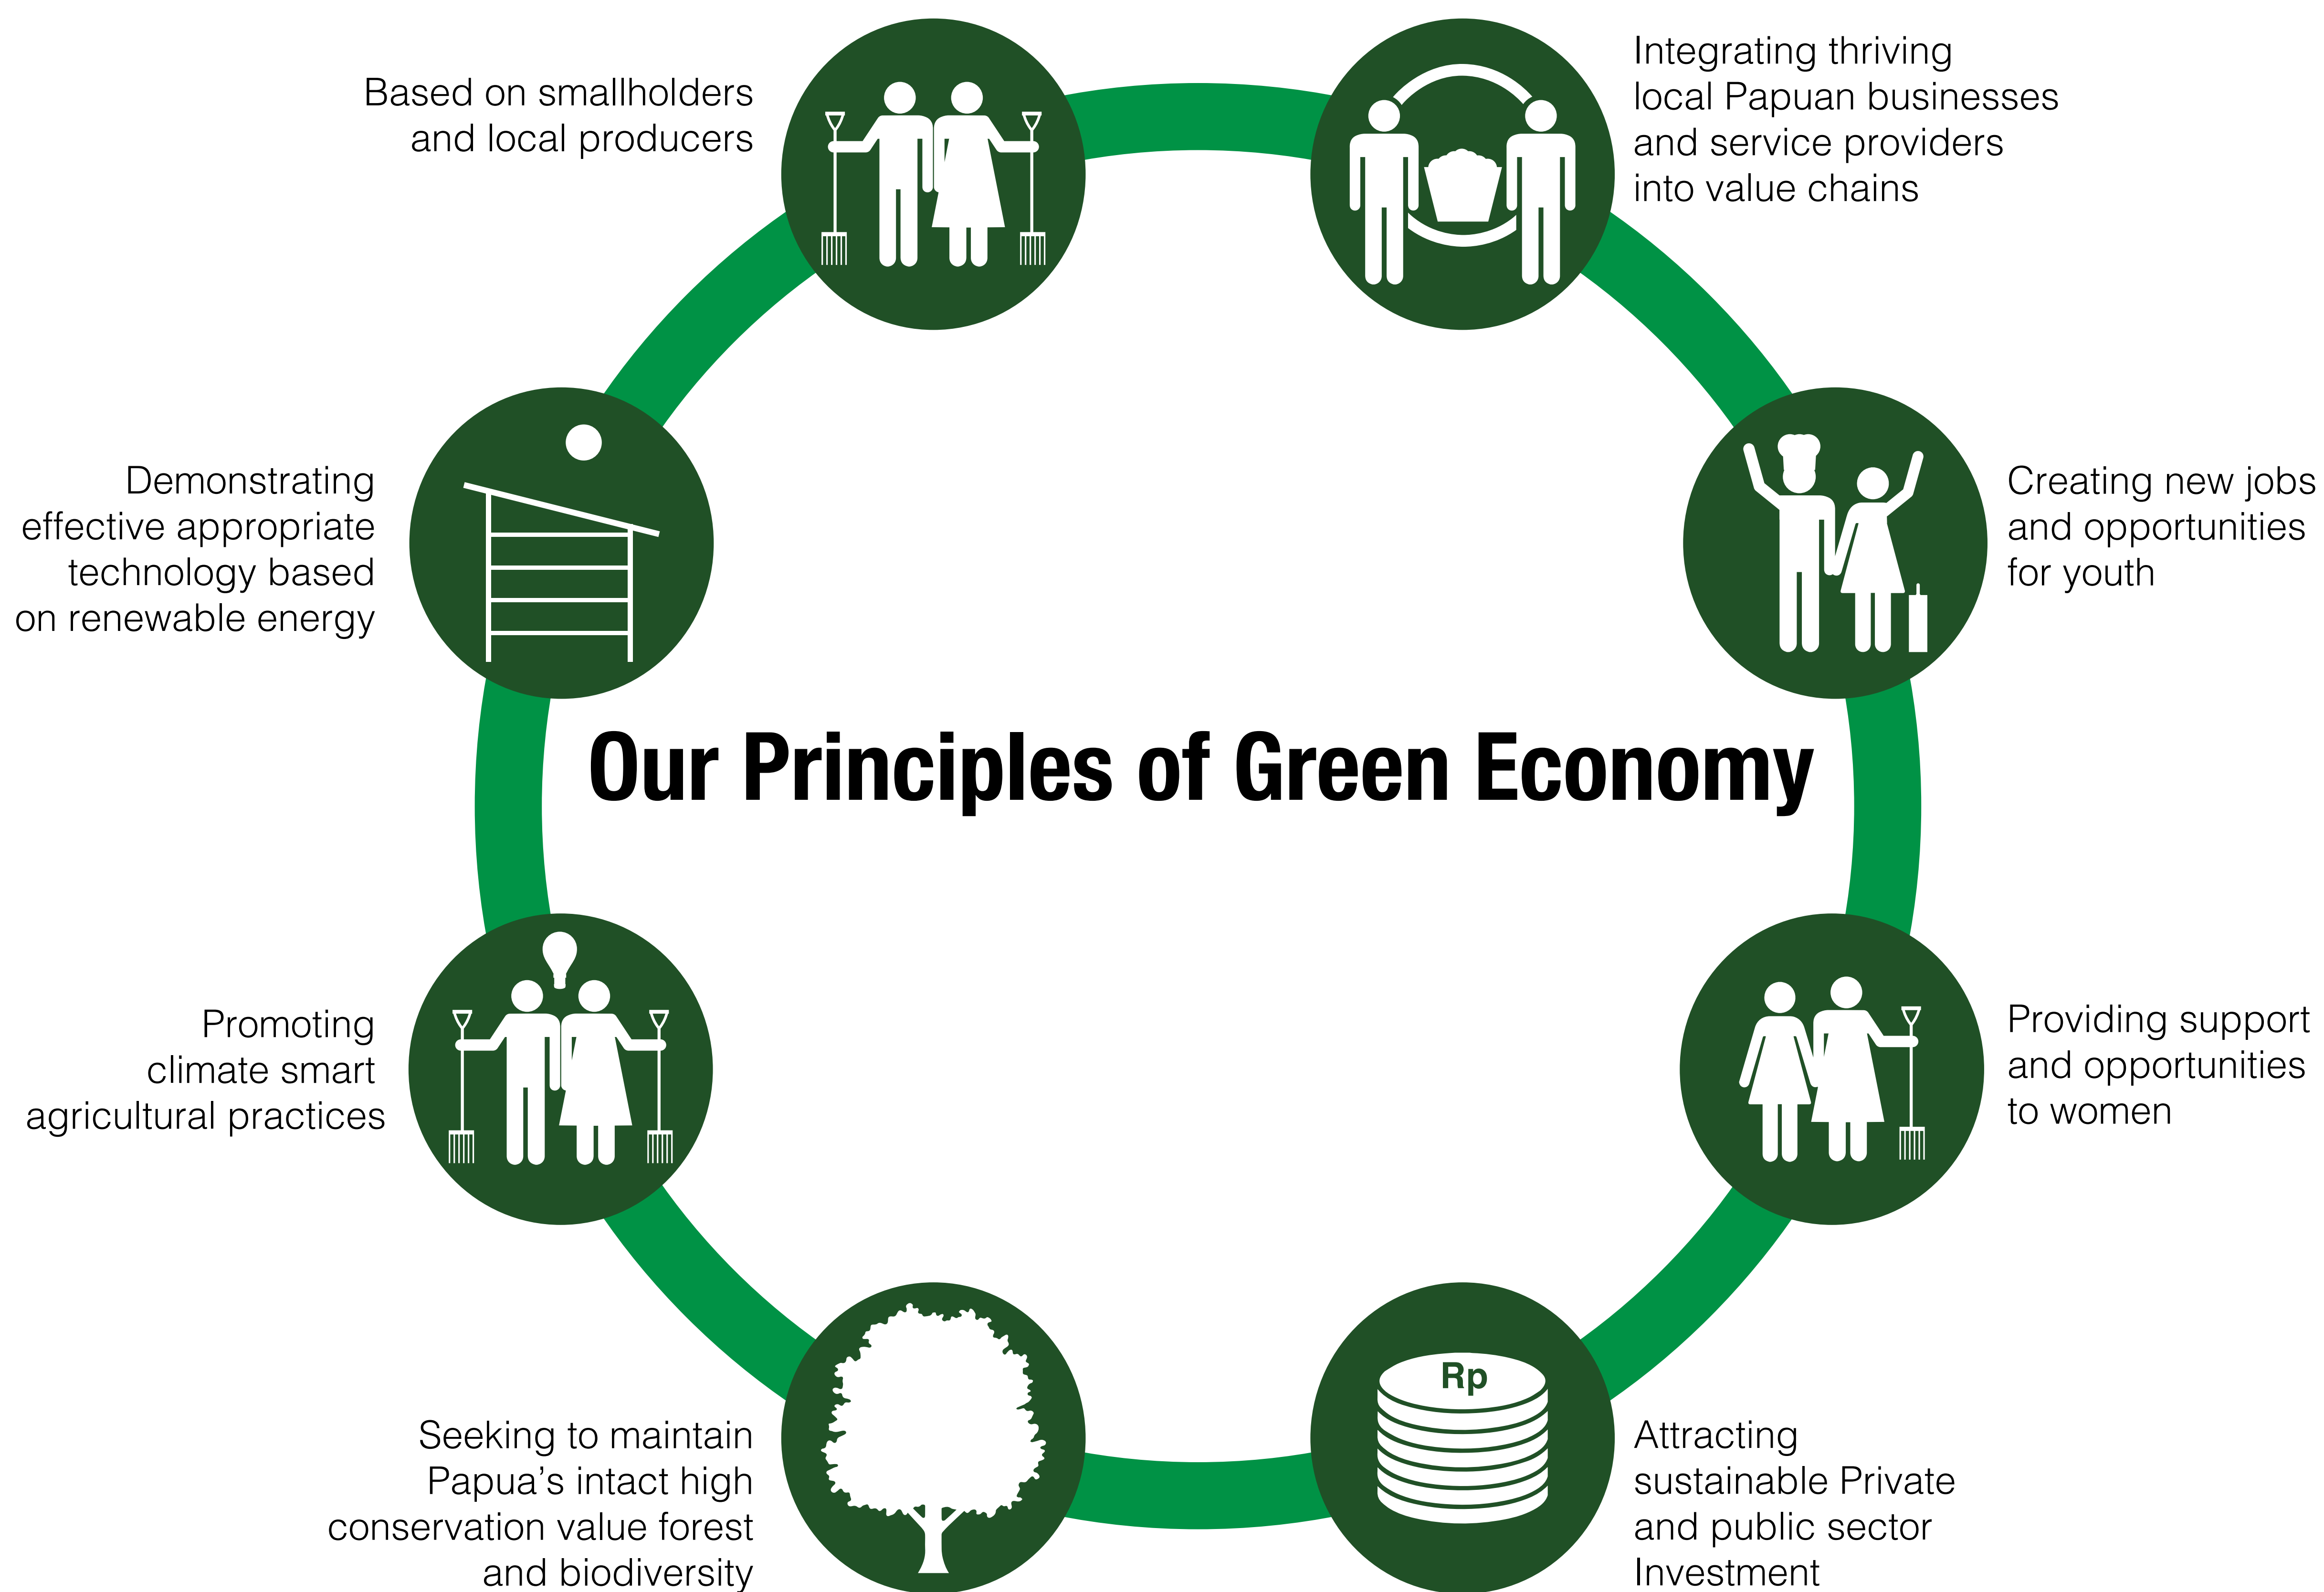 Based on smallholders
and local producers
Integrating thriving
local Papuan businesses
and service providers
into value chains
Demonstrating
effective appropriate
technology based
on renewable energy
Creating new jobs
and opportunities
for youth
Our Principles of Green Economy
Promoting
climate smart
agricultural practices
Providing support
and opportunities
to women
Seeking to maintain
Papua’s intact high
conservation value forest
and biodiversity
Rp
Attracting
sustainable Private
and public sector
Investment